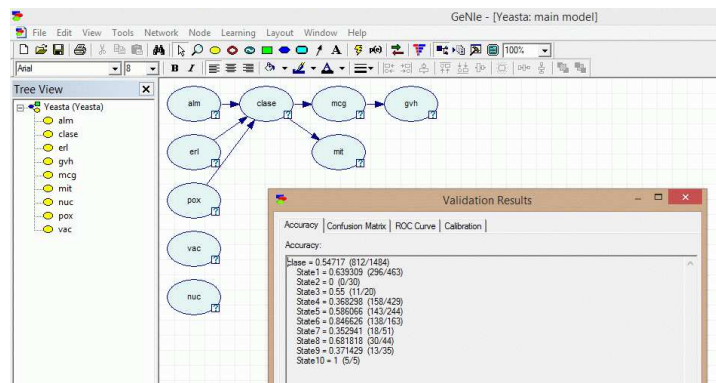 GeNIe - [Yeasta: main model]
File Edit View Tools Network Node Learning Layout Window Help
A p(e) 100%
Arial 8 B I A
Tree View
Yeasta (Yeasta)
alm
clase
erl
gvh
mcg
mit
nuc
pox
vac
alm clase mcg gvh
erl mit
pox
vac
nuc
Validation Results
Accuracy Confusion Matrix ROC Curve Calibration
Accuracy:
clase = 0.54717 (812/1484)
State1 = 0.639309 (296/463)
State2 = 0 (0/30)
State3 = 0.55 (11/20)
State4 = 0.368298 (158/429)
State5 = 0.586066 (143/244)
State6 = 0.846626 (138/163)
State7 = 0.352941 (18/51)
State8 = 0.681818 (30/44)
State9 = 0.371429 (13/35)
State10 = 1 (5/5)